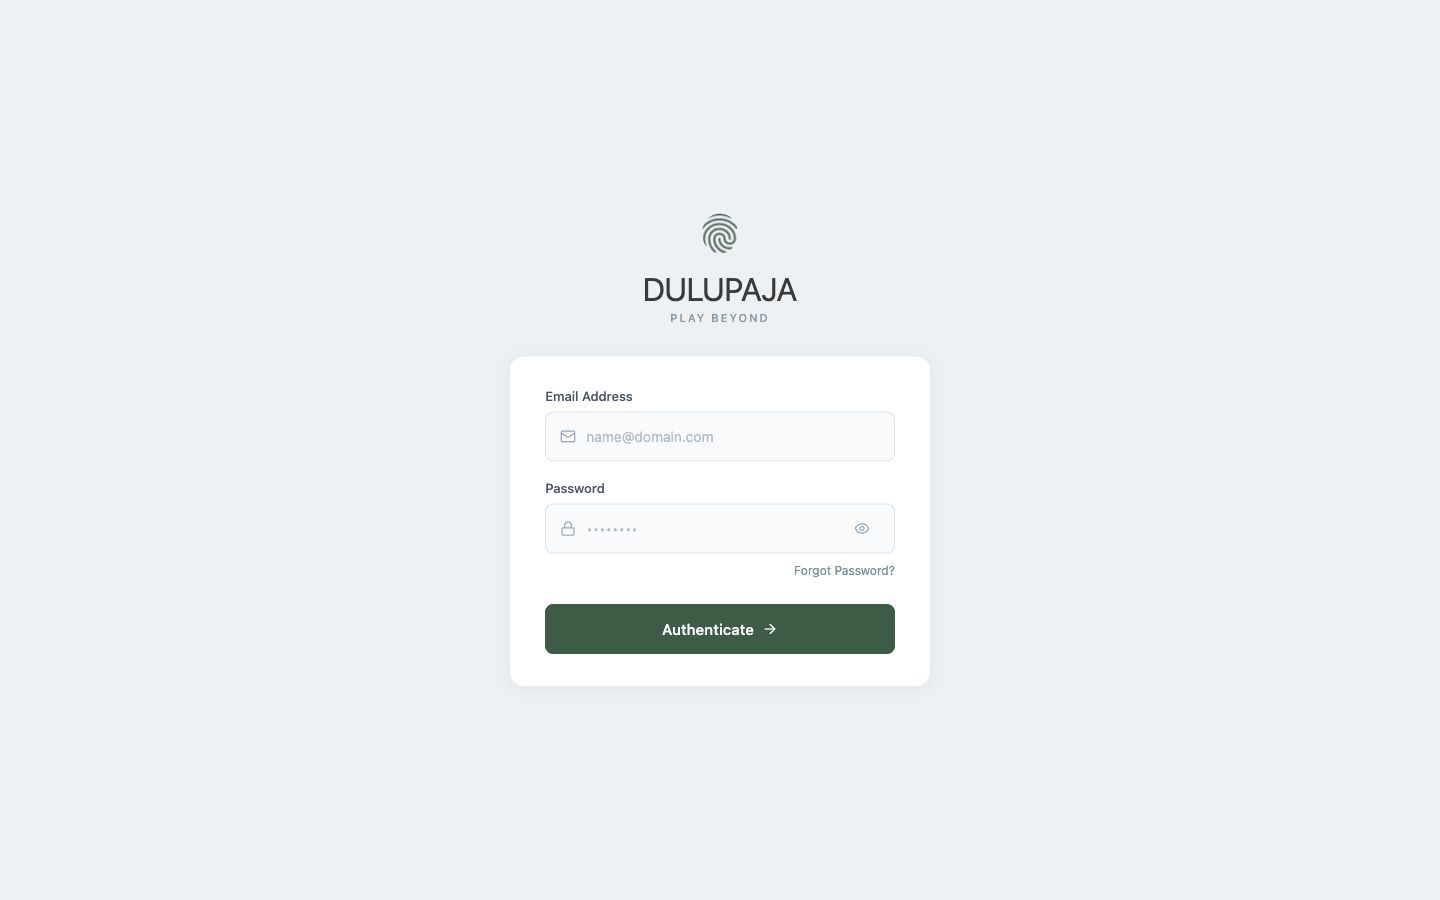 DULUPAJA
PLAY BEYOND
Email Address
name@domain.com
Password
••••••••
Forgot Password?
Authenticate →